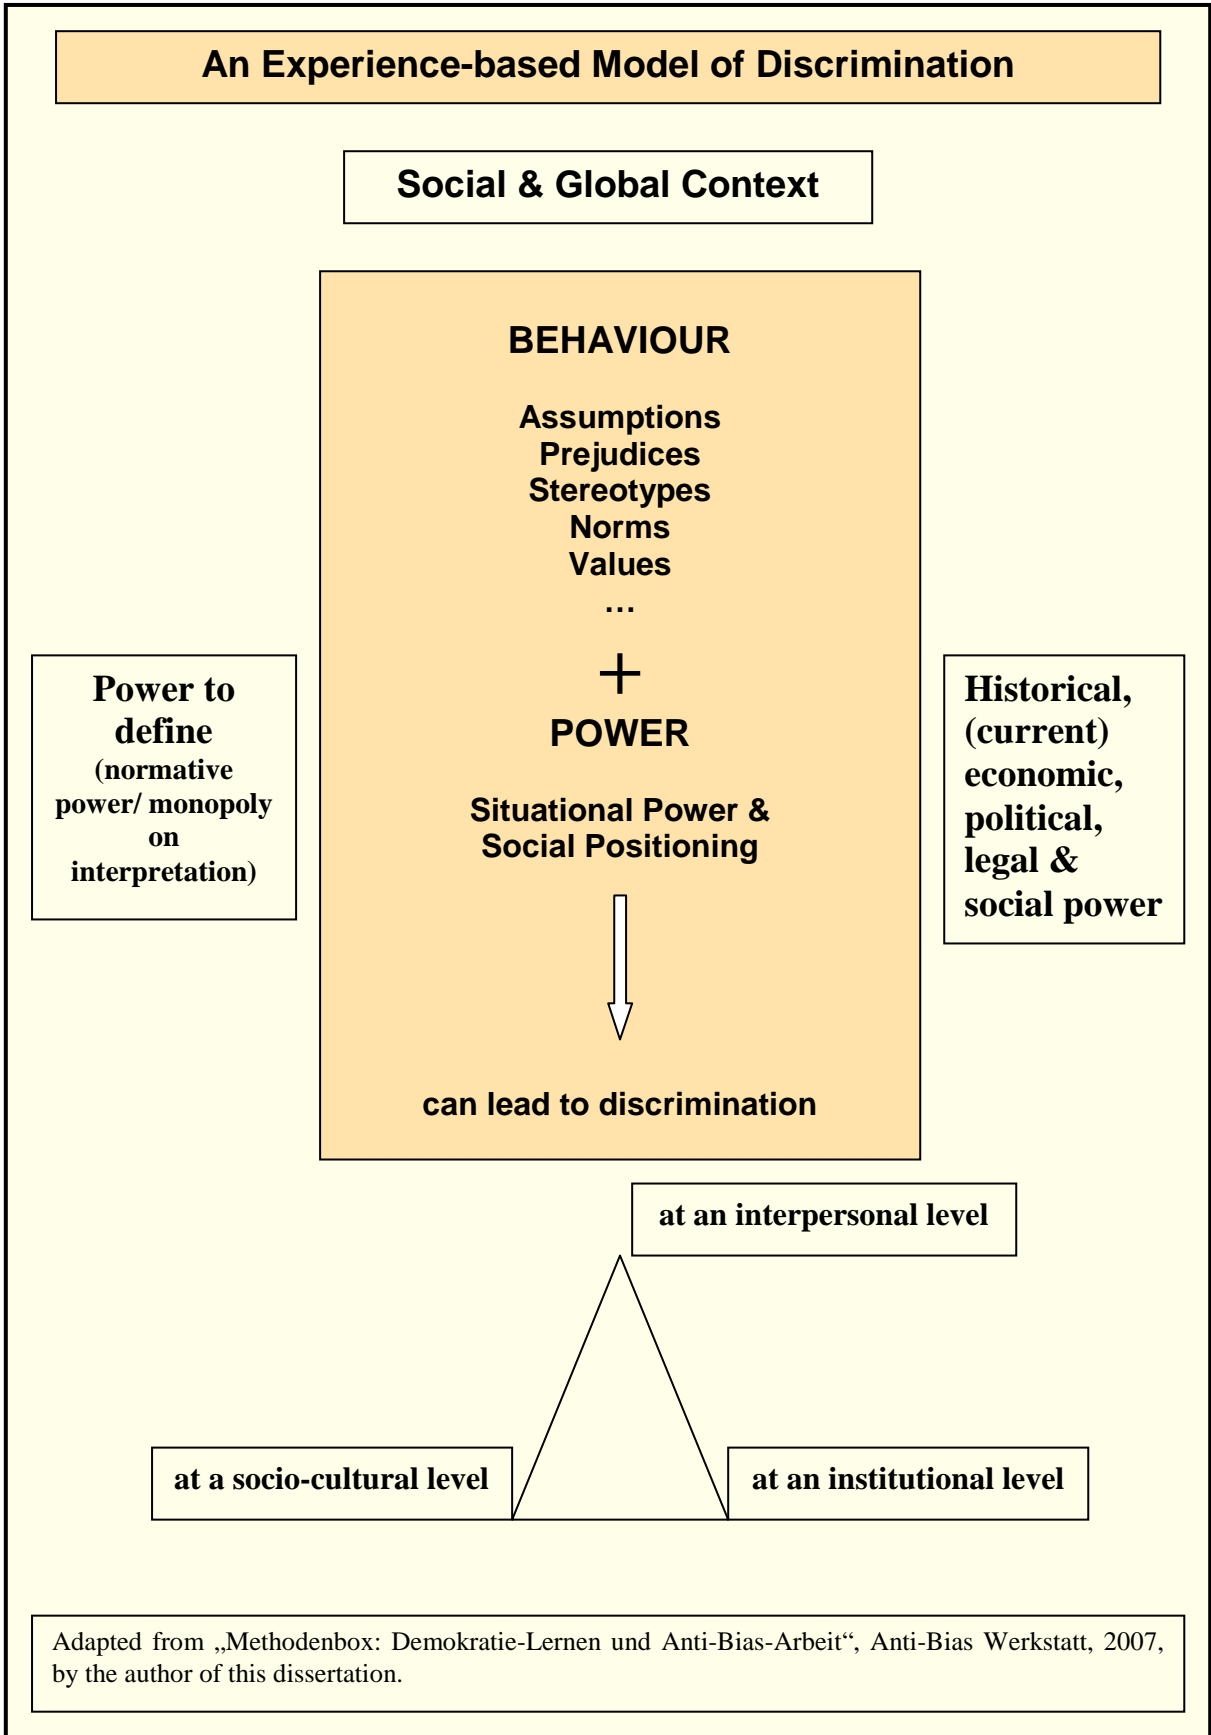 An Experience-based Model of Discrimination
Social & Global Context
BEHAVIOUR
Assumptions
Prejudices
Stereotypes
Norms
Values
…
+
POWER
Situational Power &
Social Positioning
can lead to discrimination
Power to
define
(normative
power/ monopoly
on
interpretation)
Historical,
(current)
economic,
political,
legal &
social power
at an interpersonal level
at a socio-cultural level
at an institutional level
Adapted from „Methodenbox: Demokratie-Lernen und Anti-Bias-Arbeit“, Anti-Bias Werkstatt, 2007,
by the author of this dissertation.